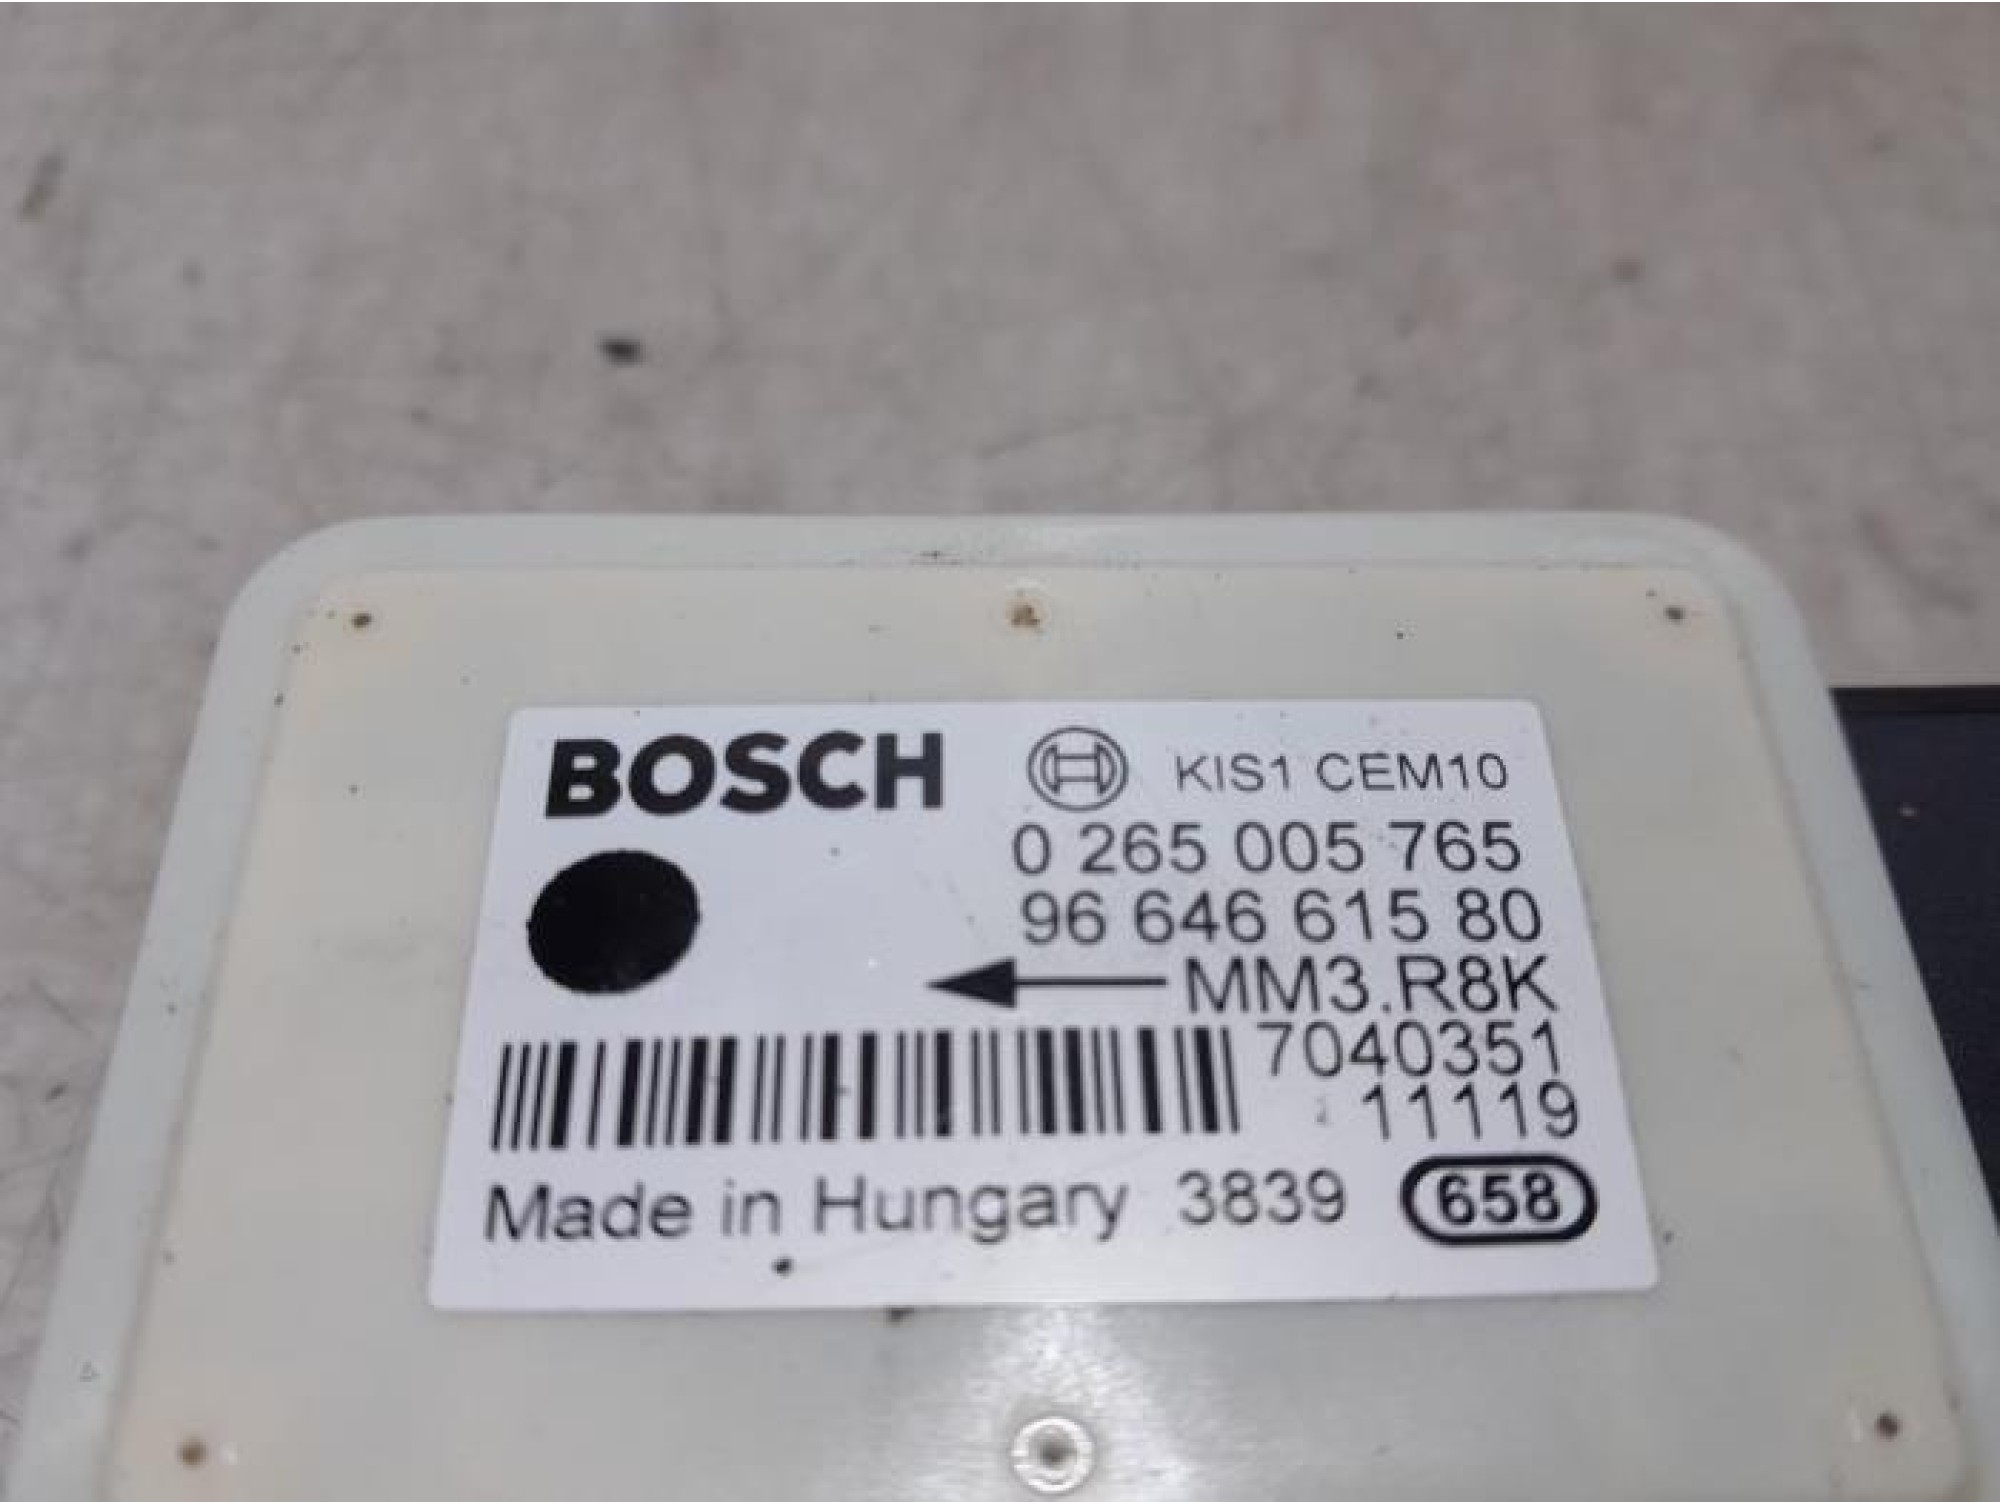 BOSCH KIS1 CEM10
0 265 005 765
96 646 615 80
MM3.R8K
7040351
11119
Made in Hungary 3839 658